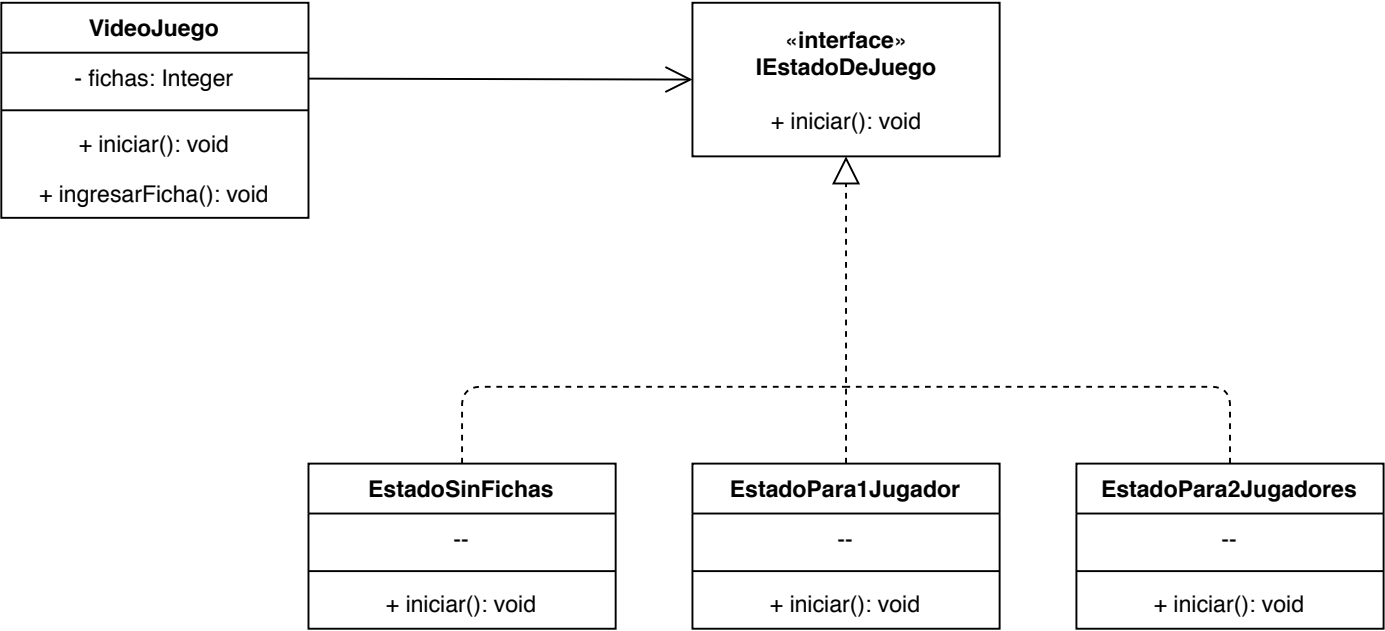 VideoJuego
- fichas: Integer
+ iniciar(): void
+ ingresarFicha(): void
«interface»
IEstadoDeJuego
+ iniciar(): void
EstadoSinFichas
--
+ iniciar(): void
EstadoPara1Jugador
--
+ iniciar(): void
EstadoPara2Jugadores
--
+ iniciar(): void